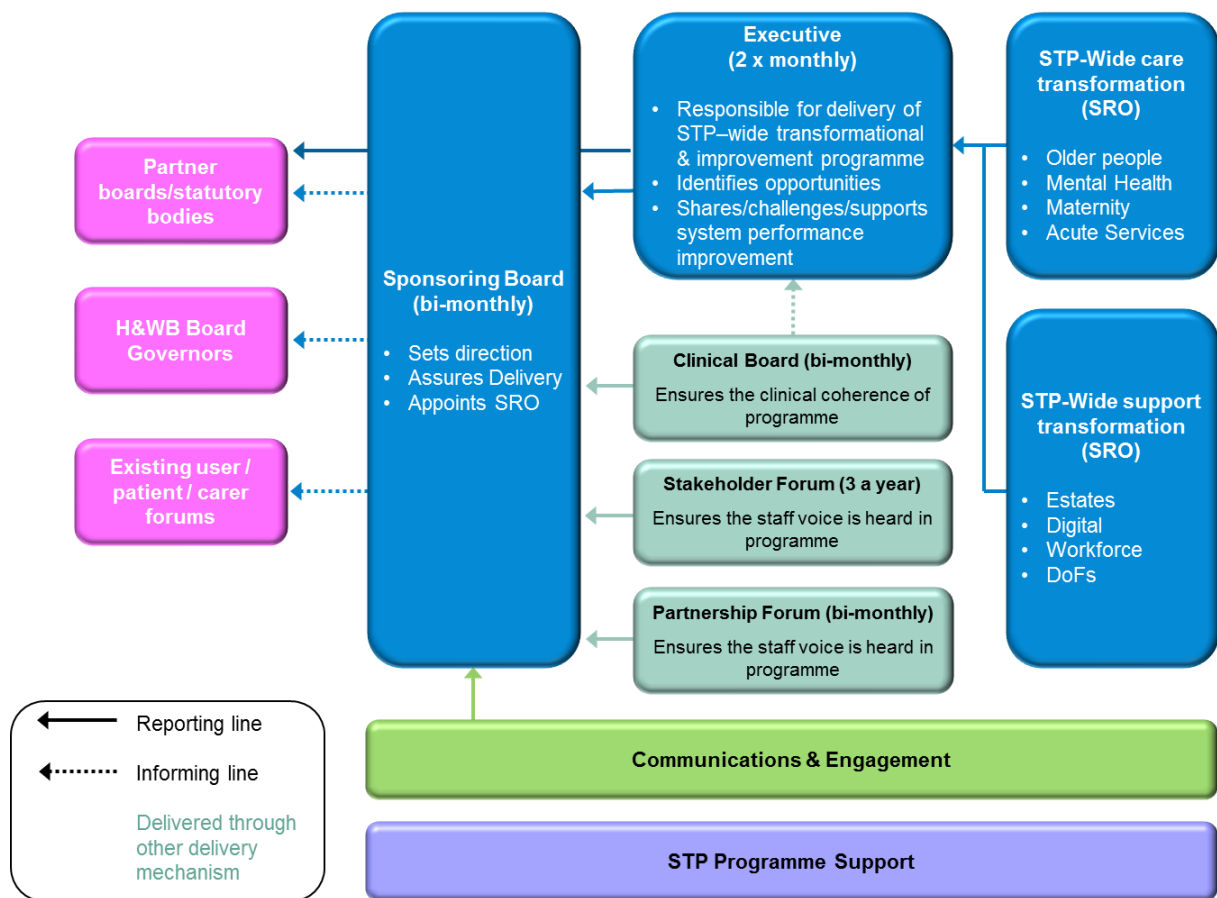 Partner
boards/statutory
bodies
H&WB Board
Governors
Existing user /
patient / carer
forums
Sponsoring Board
(bi-monthly)
• Sets direction
• Assures Delivery
• Appoints SRO
Executive
(2 x monthly)
• Responsible for delivery of
STP–wide transformational
& improvement programme
• Identifies opportunities
• Shares/challenges/supports
system performance
improvement
Clinical Board (bi-monthly)
Ensures the clinical coherence of
programme
Stakeholder Forum (3 a year)
Ensures the staff voice is heard in
programme
Partnership Forum (bi-monthly)
Ensures the staff voice is heard in
programme
STP-Wide care
transformation
(SRO)
• Older people
• Mental Health
• Maternity
• Acute Services
STP-Wide support
transformation
(SRO)
• Estates
• Digital
• Workforce
• DoFs
Reporting line
Informing line
Delivered through
other delivery
mechanism
Communications & Engagement
STP Programme Support